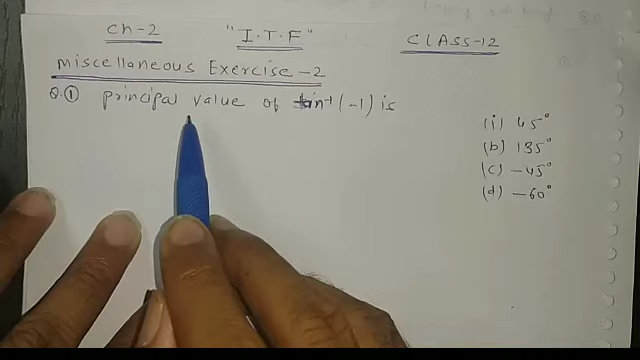 Ch-2 "I.T.F" CLASS-12
Miscellaneous Exercise-2
Q.① principal value of tan⁻¹(-1) is
(i) 45°
(b) 135°
(c) -45°
(d) -60°